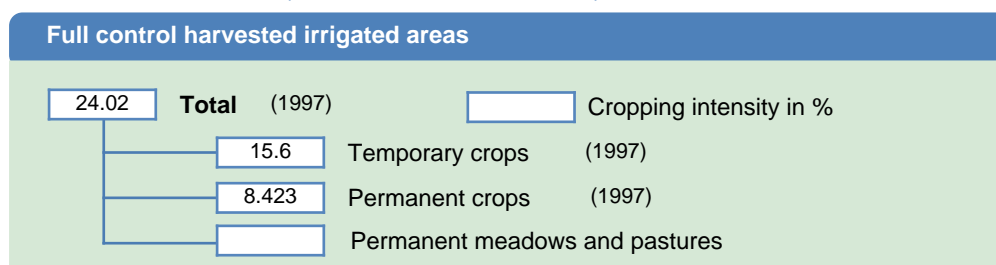 Full control harvested irrigated areas
24.02 Total (1997) Cropping intensity in %
15.6 Temporary crops (1997)
8.423 Permanent crops (1997)
Permanent meadows and pastures